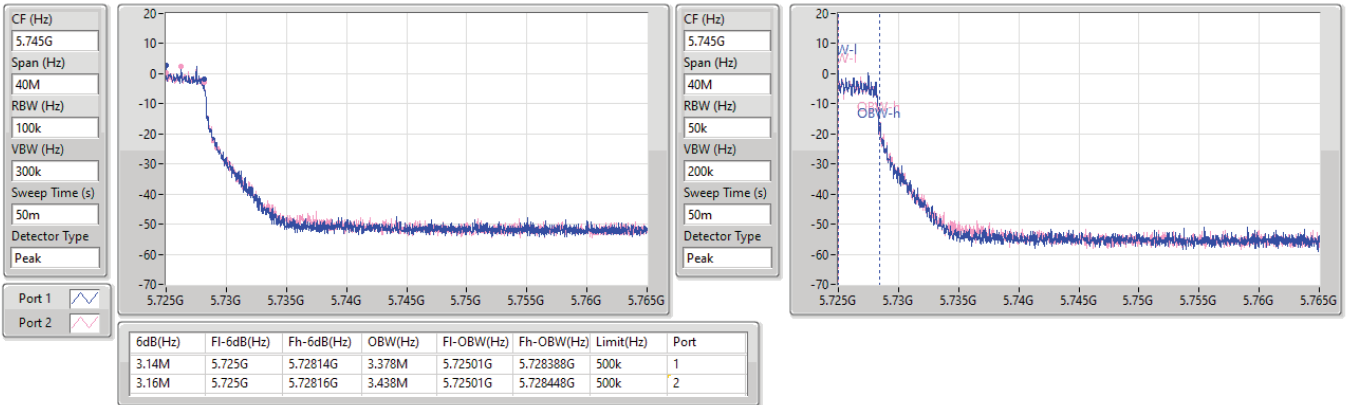 CF (Hz)
5.745G
Span (Hz)
40M
RBW (Hz)
100k
VBW (Hz)
300k
Sweep Time (s)
50m
Detector Type
Peak
Port 1
Port 2
20
10
0
-10
-20
-30
-40
-50
-60
-70
5.725G 5.73G 5.735G 5.74G 5.745G 5.75G 5.755G 5.76G 5.765G
CF (Hz)
5.745G
Span (Hz)
40M
RBW (Hz)
50k
VBW (Hz)
200k
Sweep Time (s)
50m
Detector Type
Peak
20
10
0
-10
-20
-30
-40
-50
-60
-70
W-l
W-l
OBW-h
OBW-h
5.725G 5.73G 5.735G 5.74G 5.745G 5.75G 5.755G 5.76G 5.765G
6dB(Hz) Fl-6dB(Hz) Fh-6dB(Hz) OBW(Hz) Fl-OBW(Hz) Fh-OBW(Hz) Limit(Hz) Port
3.14M 5.725G 5.72814G 3.378M 5.72501G 5.728388G 500k 1
3.16M 5.725G 5.72816G 3.438M 5.72501G 5.728448G 500k 2